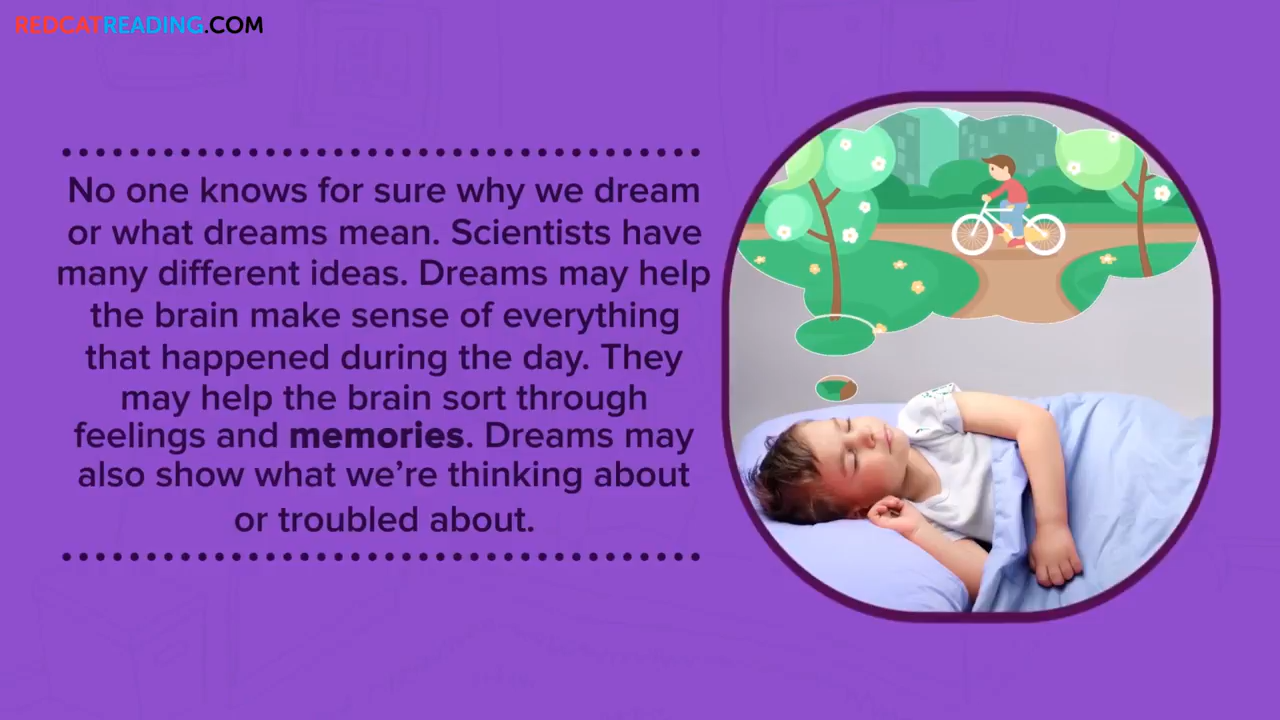 REDCATREADING.COM
No one knows for sure why we dream
or what dreams mean. Scientists have
many different ideas. Dreams may help
the brain make sense of everything
that happened during the day. They
may help the brain sort through
feelings and memories. Dreams may
also show what we’re thinking about
or troubled about.